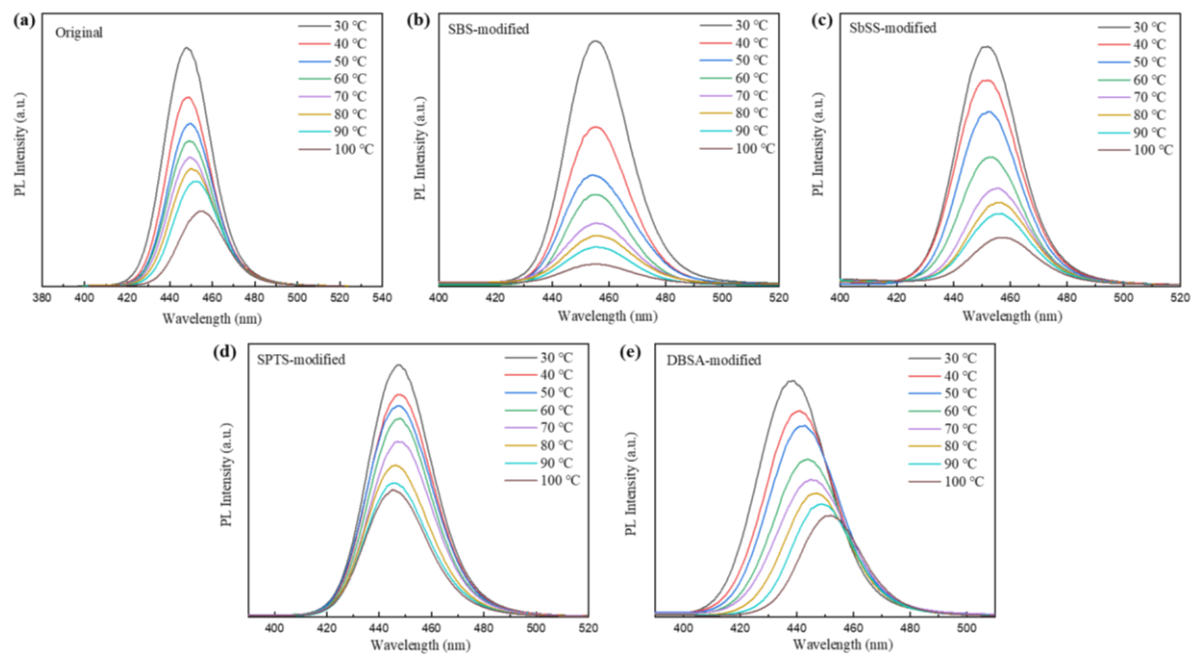 (a)
Original
30 ℃
40 ℃
50 ℃
60 ℃
70 ℃
80 ℃
90 ℃
100 ℃
PL Intensity (a.u.)
380 400 420 440 460 480 500 520 540
Wavelength (nm)
(b)
SBS-modified
30 ℃
40 ℃
50 ℃
60 ℃
70 ℃
80 ℃
90 ℃
100 ℃
PL Intensity (a.u.)
400 420 440 460 480 500 520
Wavelength (nm)
(c)
SbSS-modified
30 ℃
40 ℃
50 ℃
60 ℃
70 ℃
80 ℃
90 ℃
100 ℃
PL Intensity (a.u.)
400 420 440 460 480 500 520
Wavelength (nm)
(d)
SPTS-modified
30 ℃
40 ℃
50 ℃
60 ℃
70 ℃
80 ℃
90 ℃
100 ℃
PL Intensity (a.u.)
400 420 440 460 480 500 520
Wavelength (nm)
(e)
DBSA-modified
30 ℃
40 ℃
50 ℃
60 ℃
70 ℃
80 ℃
90 ℃
100 ℃
PL Intensity (a.u.)
400 420 440 460 480 500
Wavelength (nm)